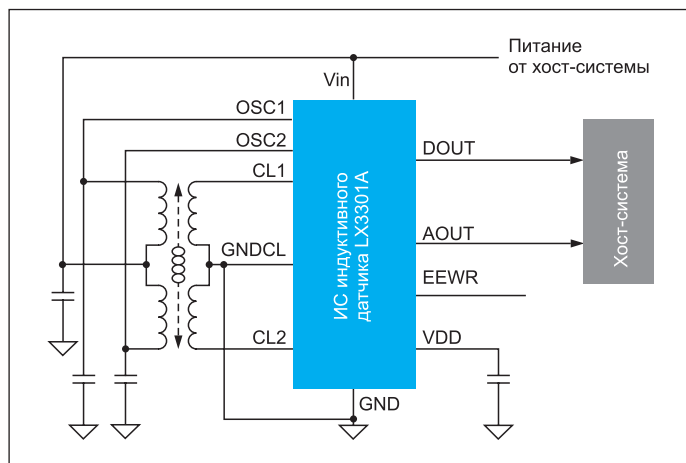 Питание
от хост-системы
Vin
OSC1
OSC2
CL1
GNDCL
CL2
ИС индуктивного
датчика LX3301A
DOUT
AOUT
EEWR
VDD
GND
Хост-система